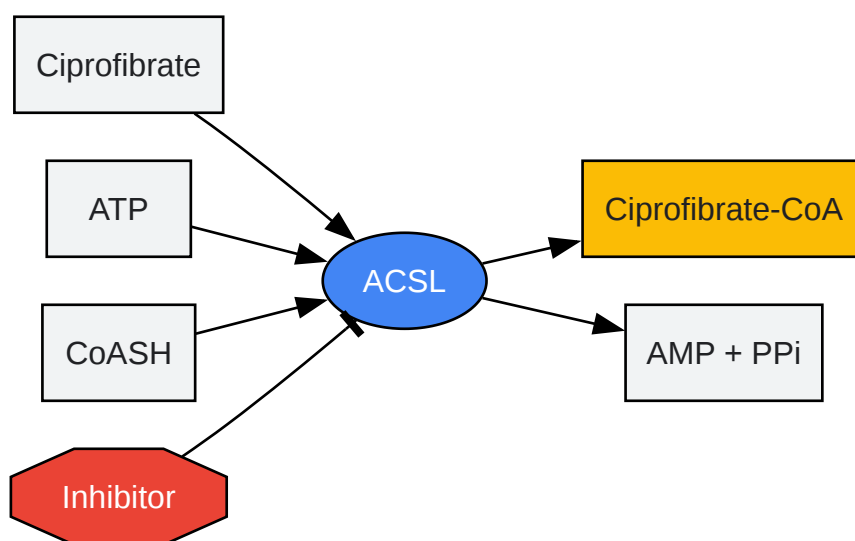 Ciprofibrate
ATP
CoASH
Inhibitor
ACSL
Ciprofibrate-CoA
AMP + PPi